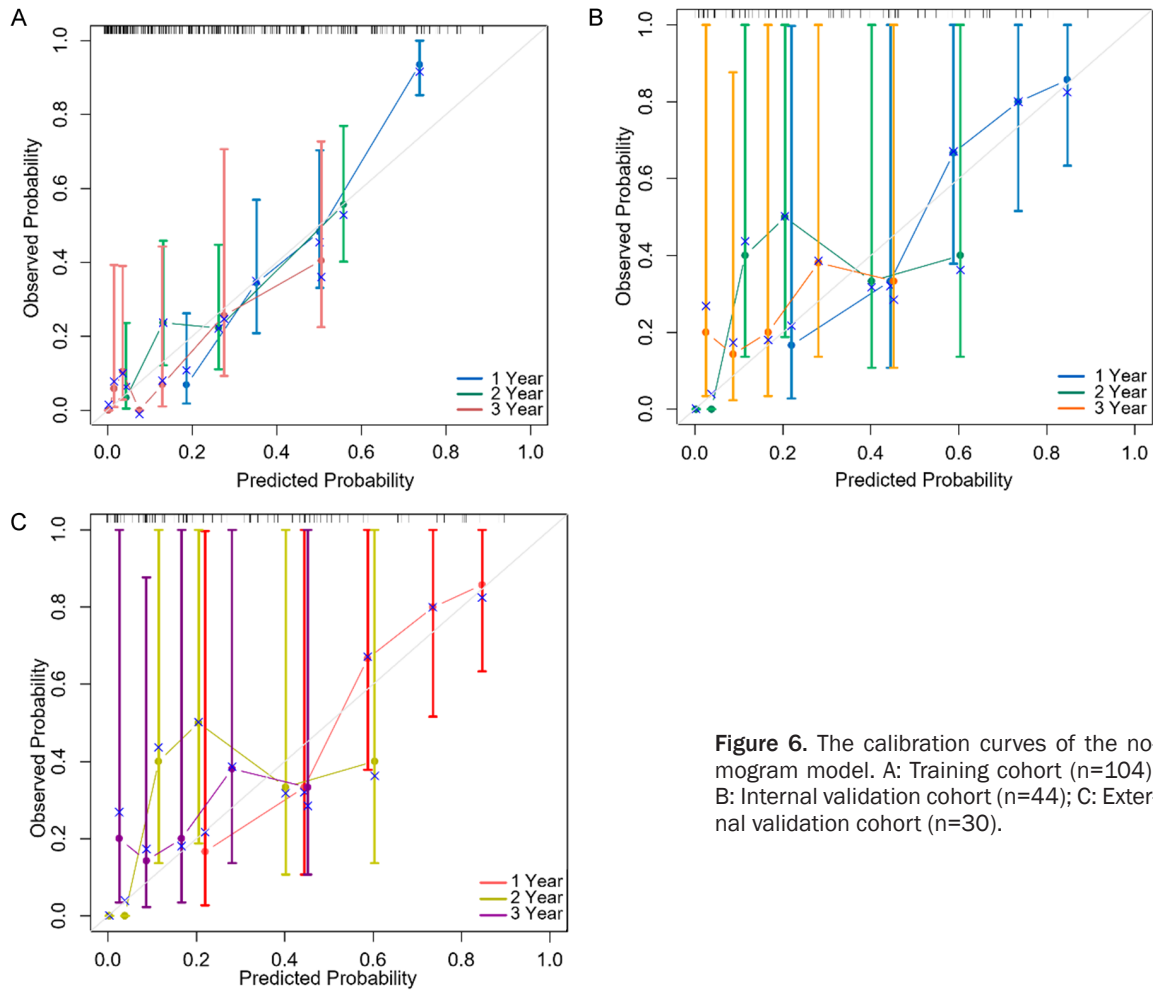 A
Observed Probability
1.0
0.8
0.6
0.4
0.2
0.0
1 Year
2 Year
3 Year
0.0 0.2 0.4 0.6 0.8 1.0
Predicted Probability
B
Observed Probability
1.0
0.8
0.6
0.4
0.2
0.0
1 Year
2 Year
3 Year
0.0 0.2 0.4 0.6 0.8 1.0
Predicted Probability
C
Observed Probability
1.0
0.8
0.6
0.4
0.2
0.0
1 Year
2 Year
3 Year
0.0 0.2 0.4 0.6 0.8 1.0
Predicted Probability
Figure 6. The calibration curves of the no-
mogram model. A: Training cohort (n=104)
B: Internal validation cohort (n=44); C: Exter-
nal validation cohort (n=30).